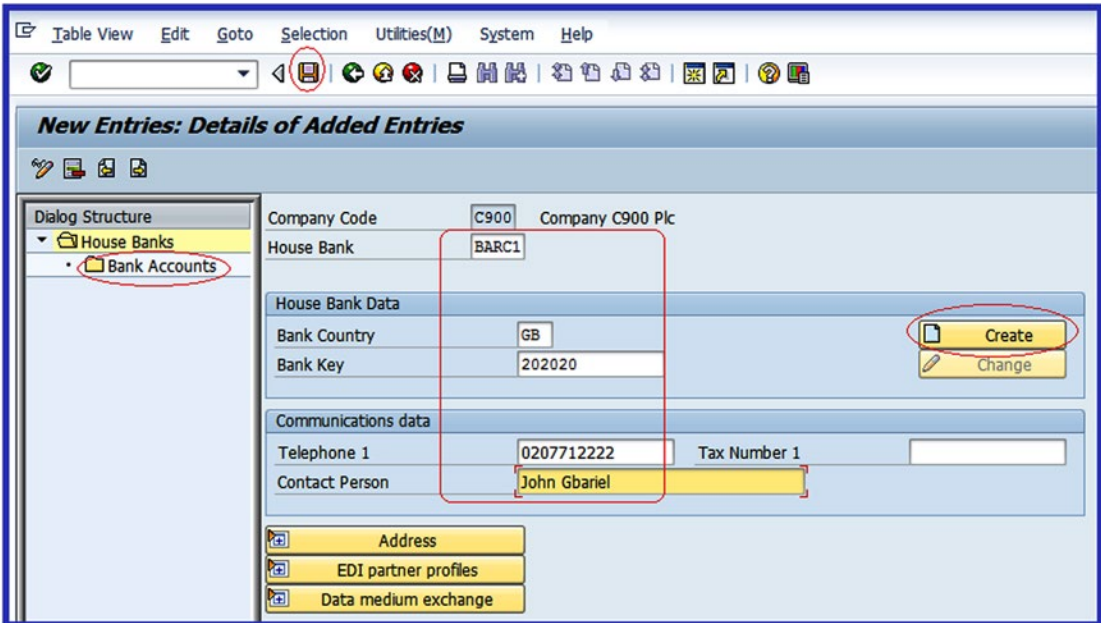 Table View Edit Goto Selection Utilities(M) System Help
New Entries: Details of Added Entries
Dialog Structure
House Banks
Bank Accounts
Company Code C900 Company C900 Plc
House Bank BARC1
House Bank Data
Bank Country GB Create
Bank Key 202020 Change
Communications data
Telephone 1 0207712222 Tax Number 1
Contact Person John Gbariel
Address
EDI partner profiles
Data medium exchange